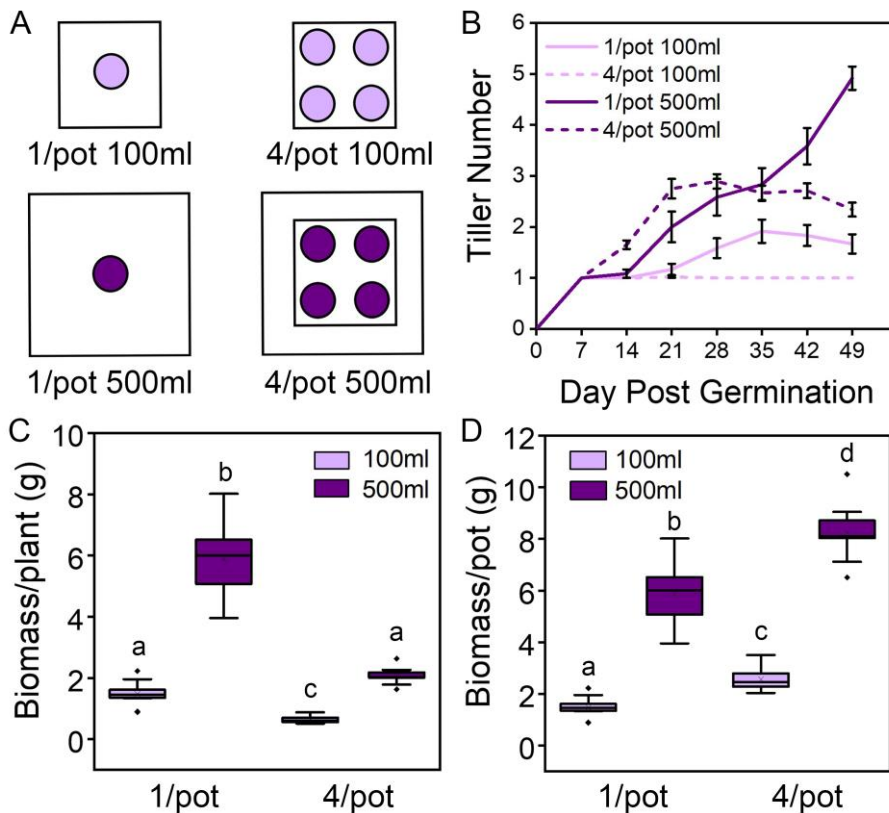 A
1/pot 100ml
4/pot 100ml
1/pot 500ml
4/pot 500ml
B
Tiller Number
6
5
4
3
2
1
0
1/pot 100ml
4/pot 100ml
1/pot 500ml
4/pot 500ml
0 7 14 21 28 35 42 49
Day Post Germination
C
Biomass/plant (g)
10
8
6
4
2
0
100ml
500ml
a
b
c
a
1/pot 4/pot
D
Biomass/pot (g)
12
10
8
6
4
2
0
100ml
500ml
a
b
c
d
1/pot 4/pot